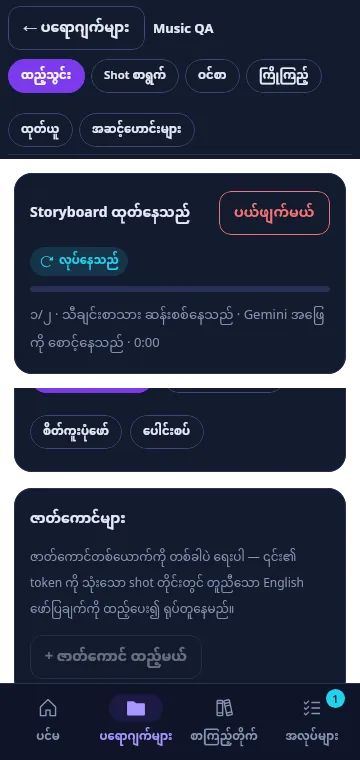 ← ပရောဂျက်များ Music QA
ထည့်သွင်း Shot စာရွက် ဝင်စာ ကြိုကြည့်
ထုတ်ယူ အဆင့်ဟောင်းများ
Storyboard ထုတ်နေသည် ပယ်ဖျက်မယ်
လုပ်နေသည်
၁/၂ · သီချင်းစာသား ဆန်းစစ်နေသည် · Gemini အဖြေ
ကို စောင့်နေသည် · 0:00
စိတ်ကူးပုံဖော် ပေါင်းစပ်
ဇာတ်ကောင်များ
ဇာတ်ကောင်တစ်ယောက်ကို တစ်ခါပဲ ရေးပါ — ၎င်း၏
token ကို သုံးသော shot တိုင်းတွင် တူညီသော English
ဖော်ပြချက်ကို ထည့်ပေး၍ ရုပ်တူနေမည်။
+ ဇာတ်ကောင် ထည့်မယ်
1
ပင်မ ပရောဂျက်များ စာကြည့်တိုက် အလုပ်များ